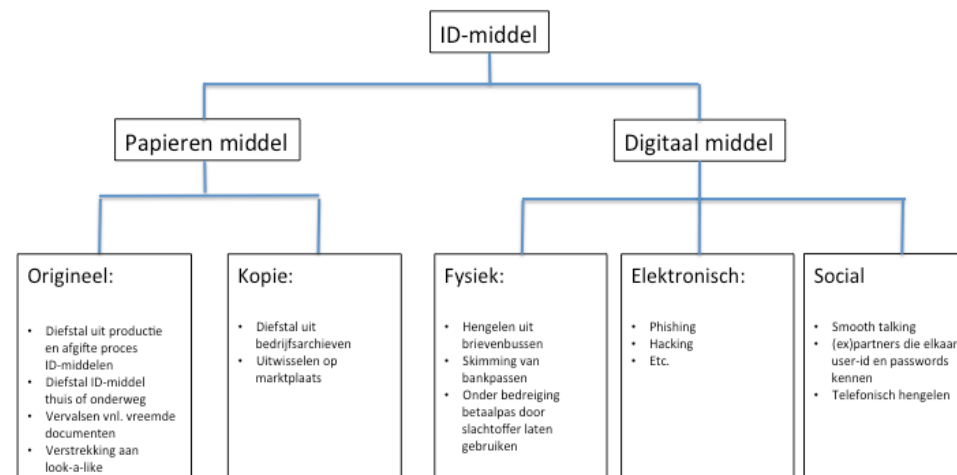 ID-middel
Papieren middel
Digitaal middel
Origineel:
• Diefstal uit productie
en afgifte proces
ID-middelen
• Diefstal ID-middel
thuis of onderweg
• Vervalsen vnl. vreemde
documenten
• Verstrekking aan
look-a-like
Kopie:
• Diefstal uit
bedrijfsarchieven
• Uitwisselen op
marktplaats
Fysiek:
• Hengelen uit
brievenbussen
• Skimming van
bankpassen
• Onder bedreiging
betaalpas door
slachtoffer laten
gebruiken
Elektronisch:
• Phishing
• Hacking
• Etc.
Social
• Smooth talking
• (ex)partners die elkaar
user-id en passwords
kennen
• Telefonisch hengelen